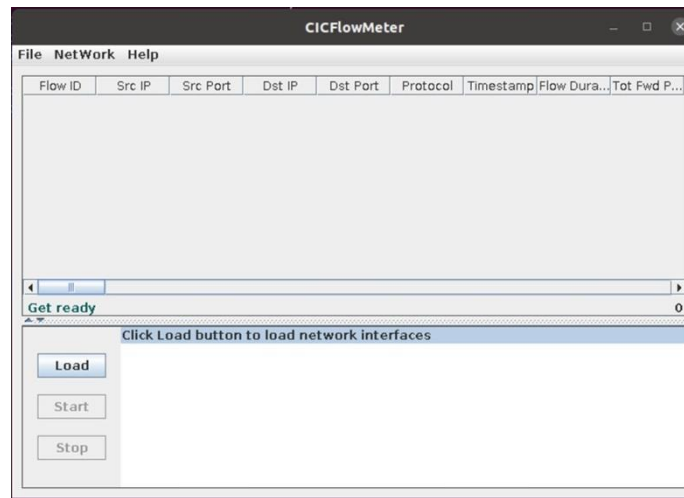 CICFlowMeter
File NetWork Help
Flow ID Src IP Src Port Dst IP Dst Port Protocol Timestamp Flow Dura... Tot Fwd P...
Get ready 0
Click Load button to load network interfaces
Load
Start
Stop